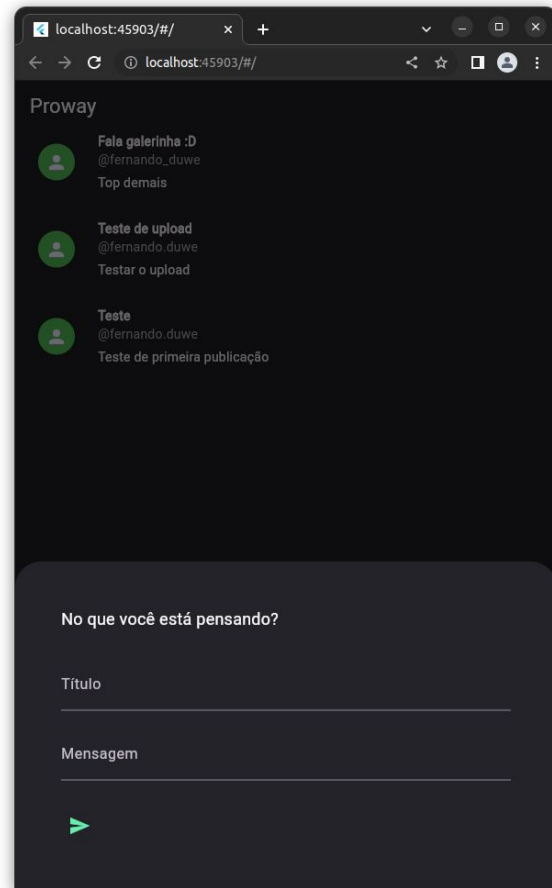 localhost:45903/#/
localhost:45903/#/
Proway
Fala galerinha :D
@fernando_duwe
Top demais
Teste de upload
@fernando.duwe
Testar o upload
Teste
@fernando.duwe
Teste de primeira publicação
No que você está pensando?
Título
Mensagem